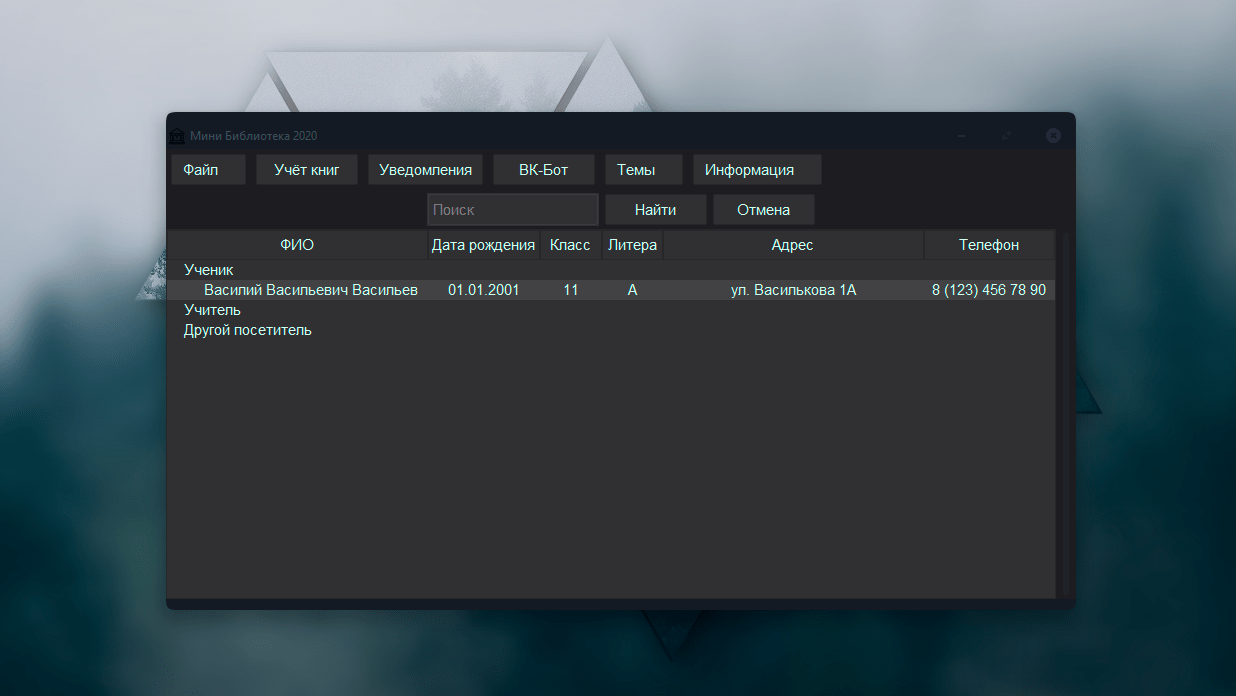 Мини Библиотека 2020
Файл Учёт книг Уведомления ВК-Бот Темы Информация
Поиск Найти Отмена
ФИО Дата рождения Класс Литера Адрес Телефон
Ученик
Василий Васильевич Васильев 01.01.2001 11 А ул. Василькова 1А 8 (123) 456 78 90
Учитель
Другой посетитель